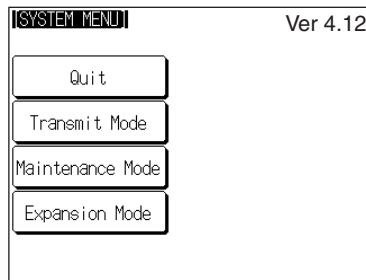 [SYSTEM MENU]
Ver 4.12
Quit
Transmit Mode
Maintenance Mode
Expansion Mode